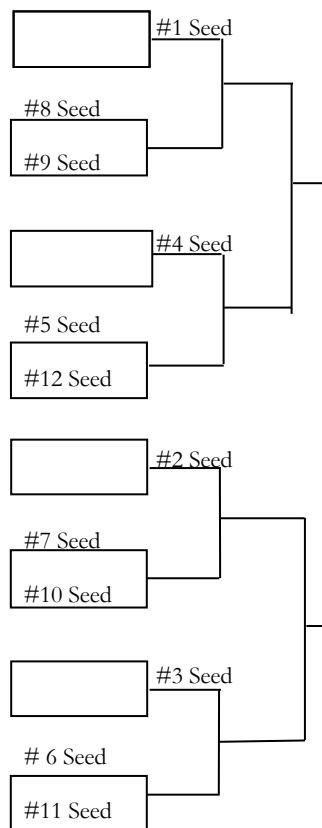 #1 Seed
#8 Seed
#9 Seed
#4 Seed
#5 Seed
#12 Seed
#2 Seed
#7 Seed
#10 Seed
#3 Seed
# 6 Seed
#11 Seed